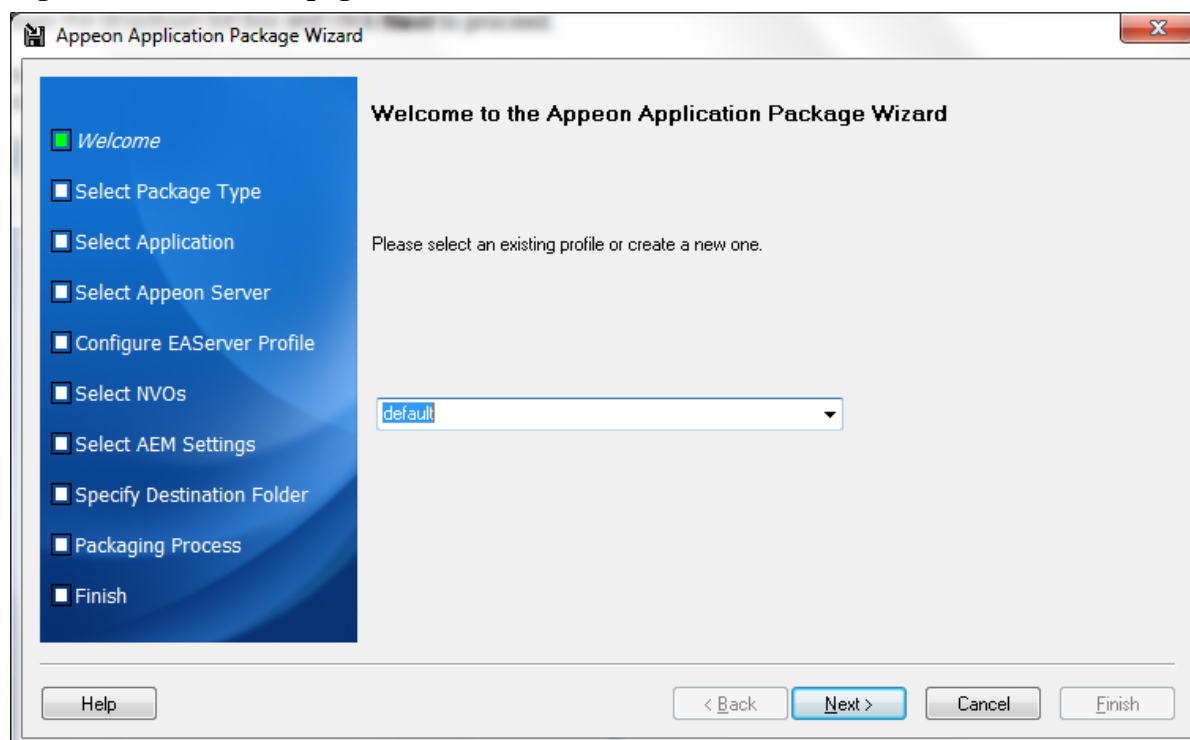 Appeon Application Package Wizard
Welcome to the Appeon Application Package Wizard
Welcome
Select Package Type
Select Application
Select Appeon Server
Configure EAServer Profile
Select NVOs
Select AEM Settings
Specify Destination Folder
Packaging Process
Finish
Please select an existing profile or create a new one.
default
Help
< Back
Next >
Cancel
Finish